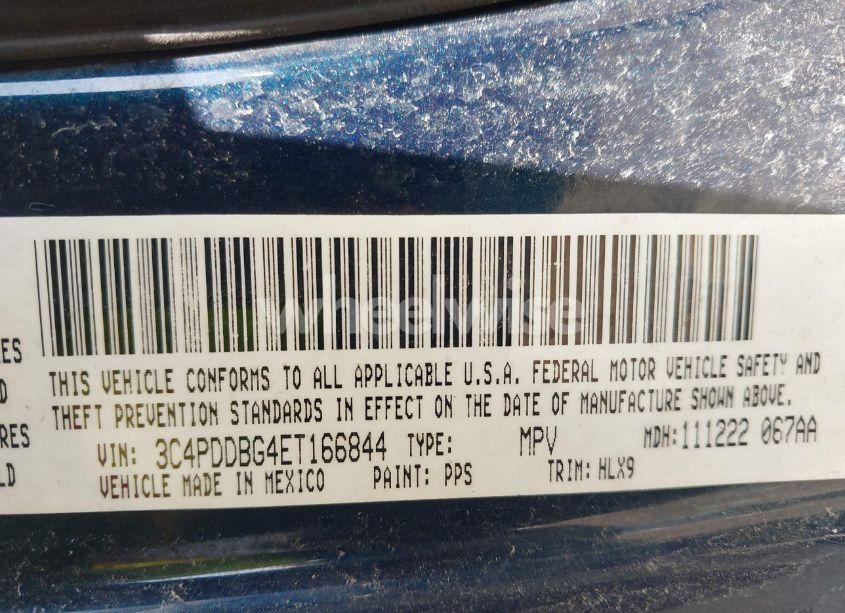 wheelwise
THIS VEHICLE CONFORMS TO ALL APPLICABLE U.S.A. FEDERAL MOTOR VEHICLE SAFETY AND
THEFT PREVENTION STANDARDS IN EFFECT ON THE DATE OF MANUFACTURE SHOWN ABOVE.
VIN: 3C4PDDBG4ET166844 TYPE: MPV MDH: 111222 067AA
VEHICLE MADE IN MEXICO PAINT: PPS TRIM: HLX9